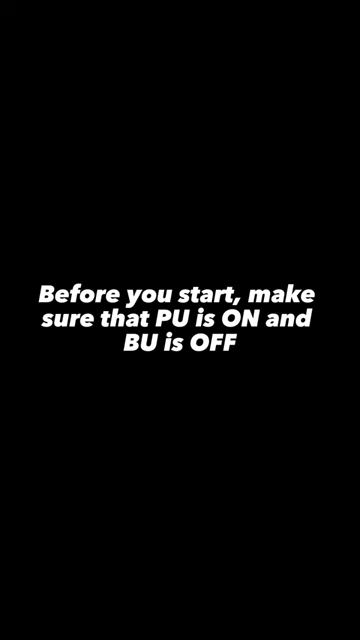 Before you start, make
sure that PU is ON and
BU is OFF